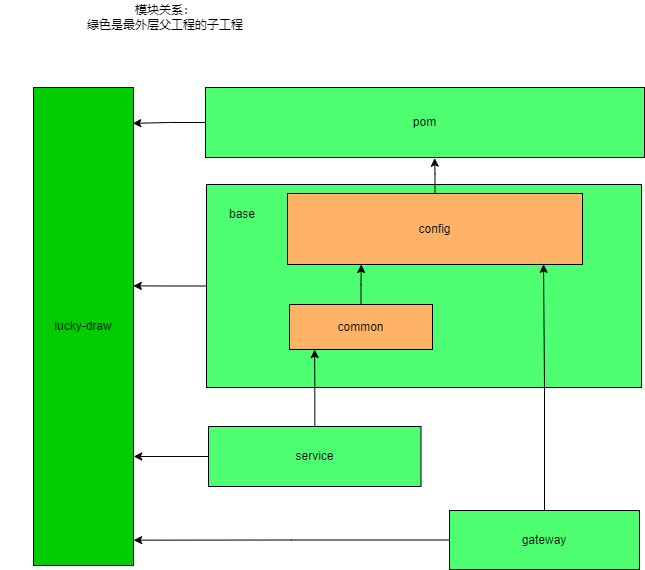 模块关系：
绿色是最外层父工程的子工程
pom
base
config
lucky-draw
common
service
gateway